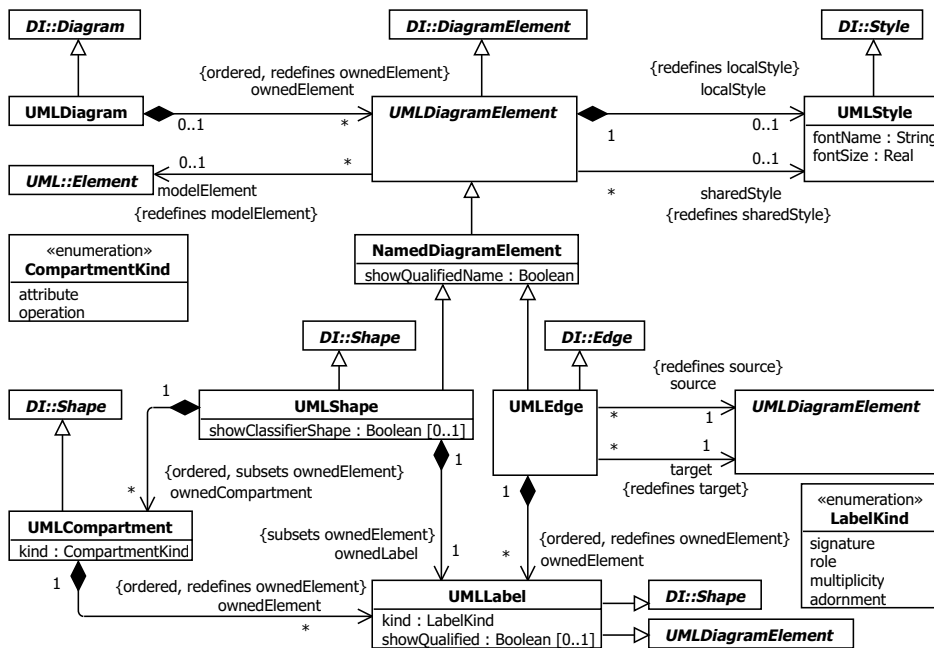 DI::Diagram
DI::DiagramElement
DI::Style
{ordered, redefines ownedElement}
ownedElement
{redefines localStyle}
localStyle
UMLDiagram
0..1
*
UMLDiagramElement
1
0..1
UMLStyle
fontName : String
fontSize : Real
UML::Element
0..1
*
modelElement
{redefines modelElement}
*
0..1
sharedStyle
{redefines sharedStyle}
«enumeration»
CompartmentKind
attribute
operation
NamedDiagramElement
showQualifiedName : Boolean
DI::Shape
DI::Edge
DI::Shape
1
UMLShape
showClassifierShape : Boolean [0..1]
UMLEdge
{redefines source}
source
*
1
*
1
target
{redefines target}
UMLDiagramElement
{ordered, subsets ownedElement}
ownedCompartment
*
1
1
UMLCompartment
kind : CompartmentKind
1
{subsets ownedElement}
ownedLabel
1
*
{ordered, redefines ownedElement}
ownedElement
«enumeration»
LabelKind
signature
role
multiplicity
adornment
{ordered, redefines ownedElement}
ownedElement
*
UMLLabel
kind : LabelKind
showQualified : Boolean [0..1]
DI::Shape
UMLDiagramElement